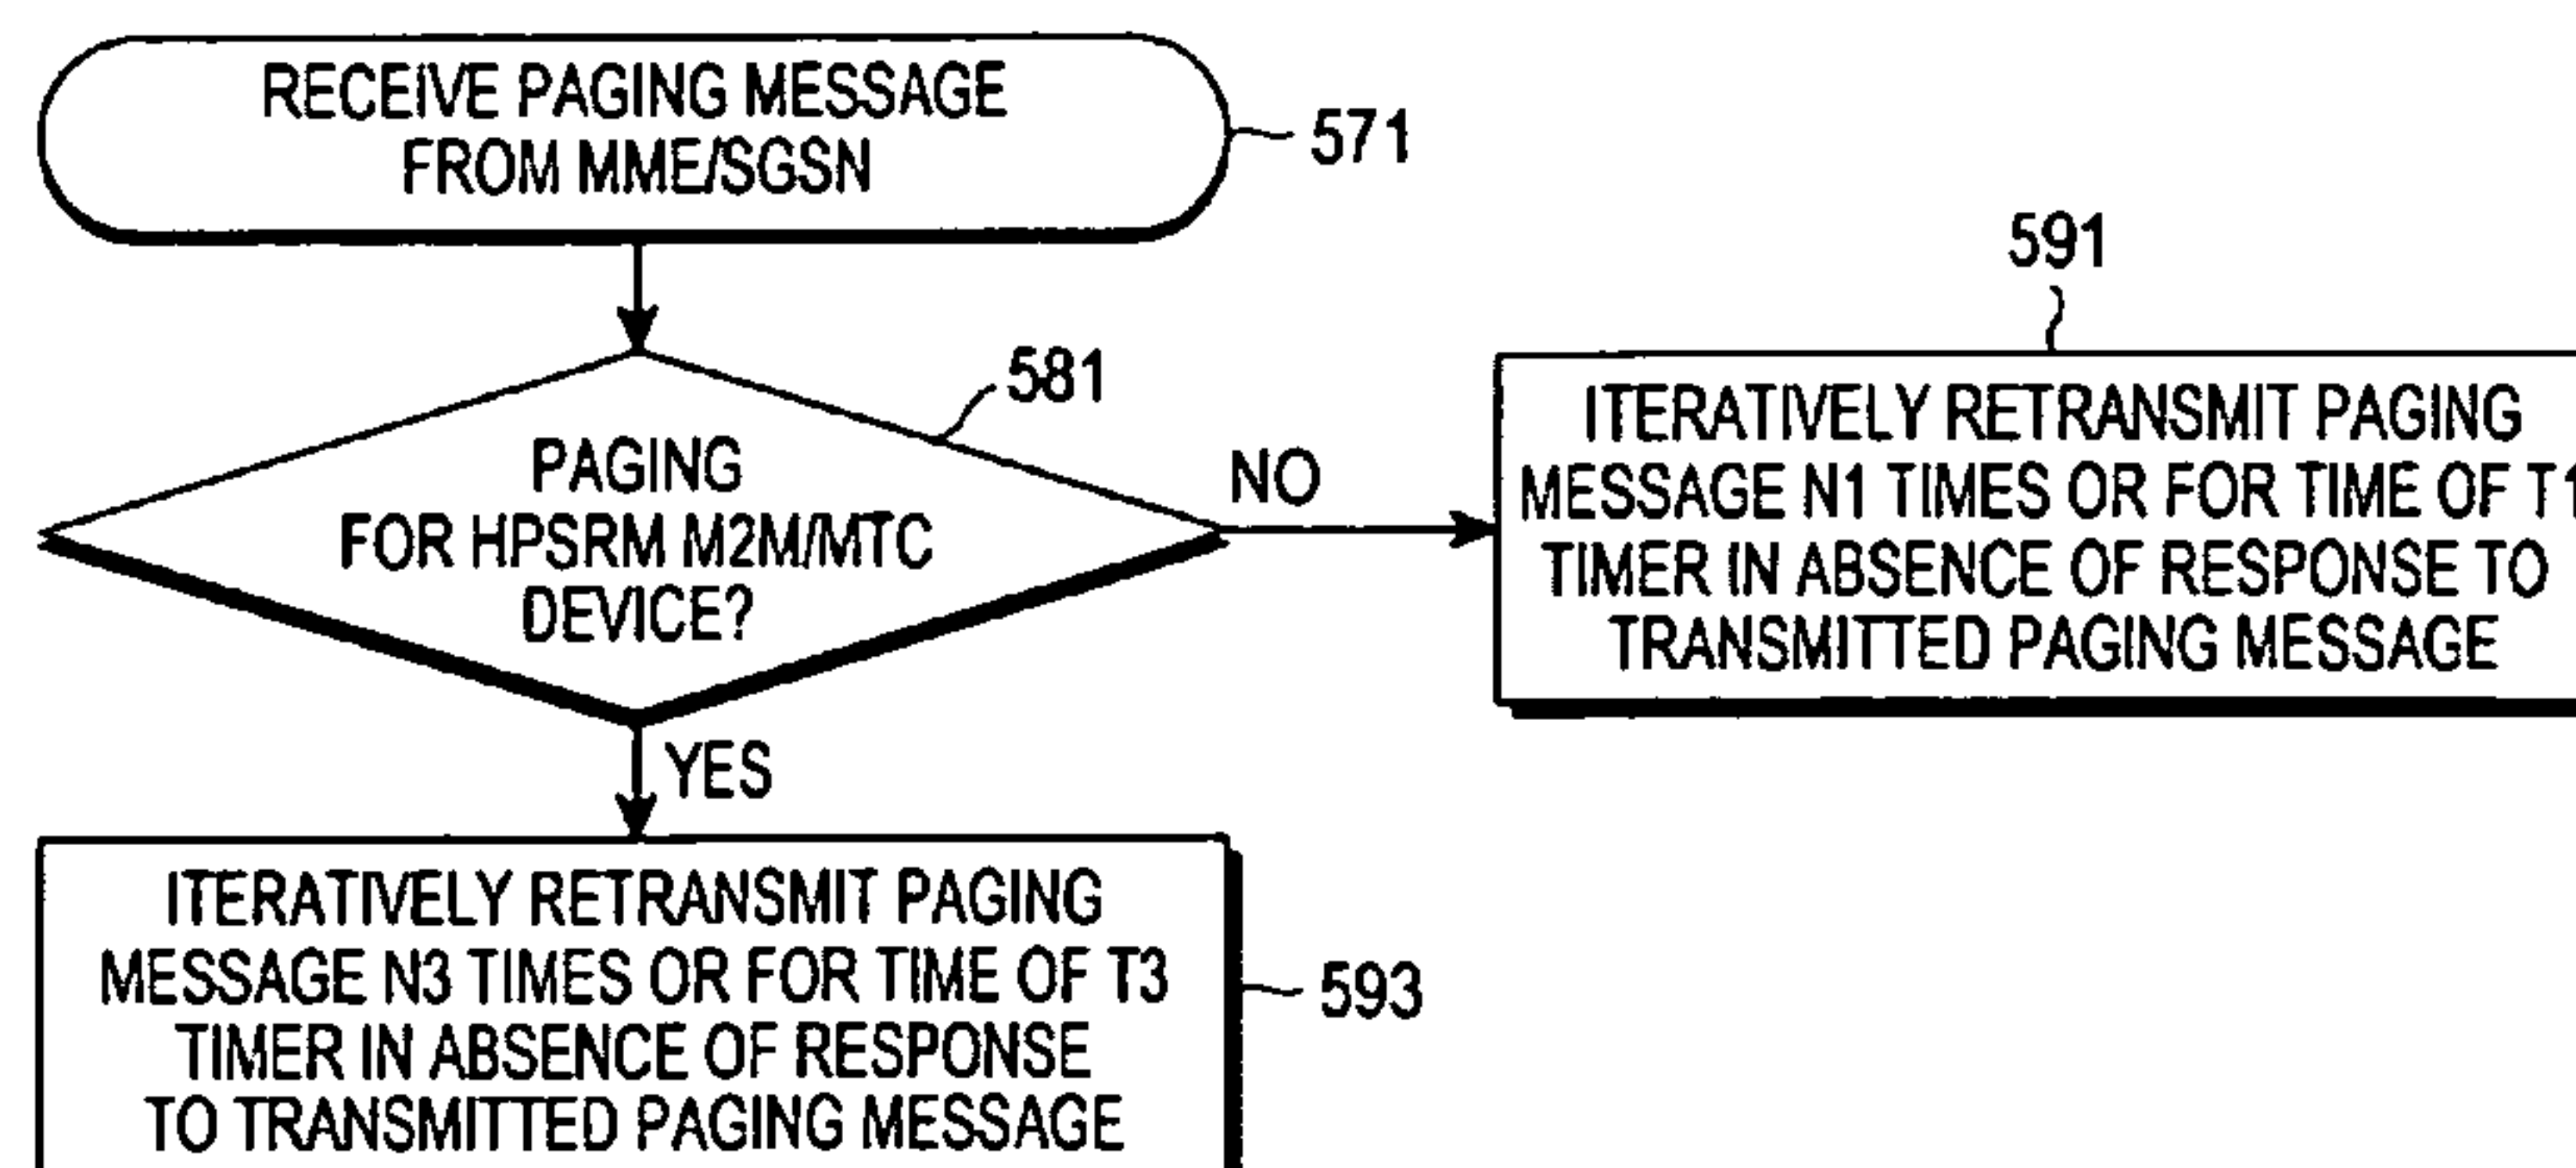 RECEIVE PAGING MESSAGE
FROM MME/SGSN
571
581
PAGING
FOR HPSRM M2M/MTC
DEVICE?
NO
591
ITERATIVELY RETRANSMIT PAGING
MESSAGE N1 TIMES OR FOR TIME OF T1
TIMER IN ABSENCE OF RESPONSE TO
TRANSMITTED PAGING MESSAGE
YES
ITERATIVELY RETRANSMIT PAGING
MESSAGE N3 TIMES OR FOR TIME OF T3
TIMER IN ABSENCE OF RESPONSE
TO TRANSMITTED PAGING MESSAGE
593